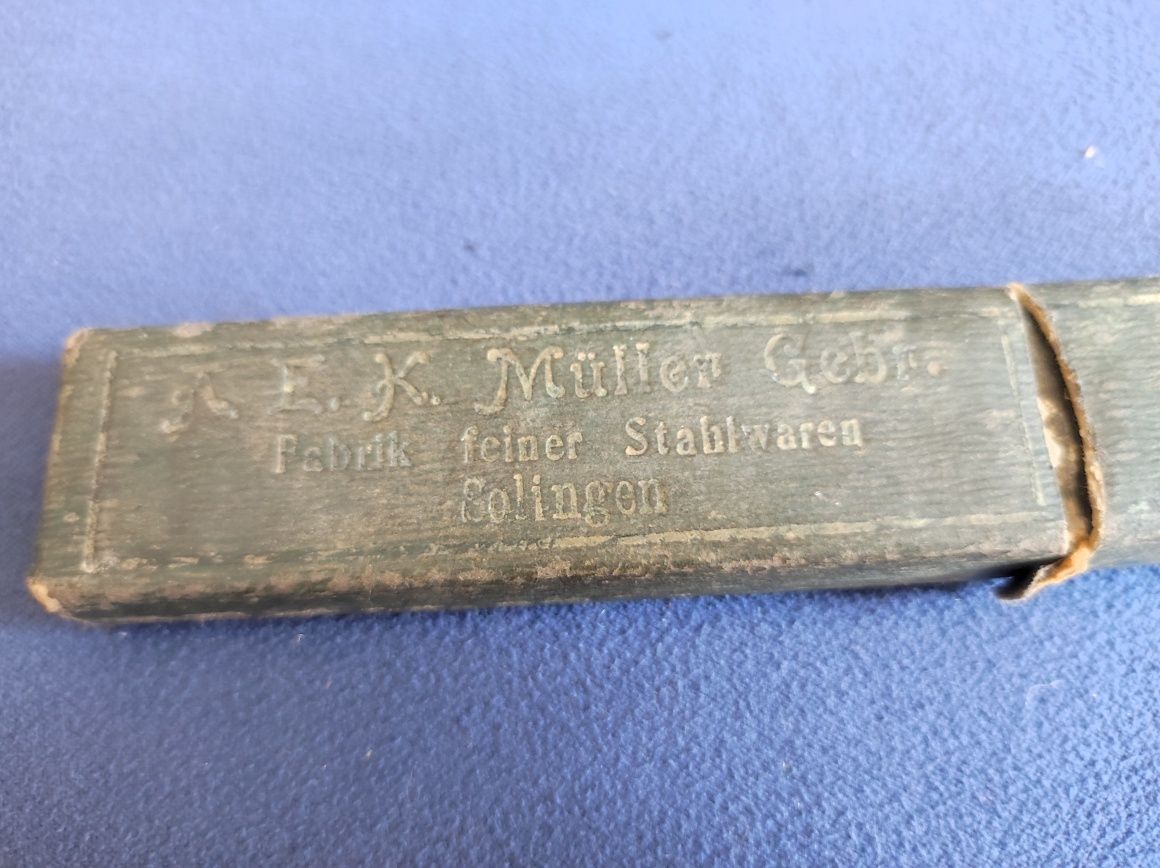 A E. K. Müller Gebr.
Fabrik feiner Stahlwaren
Solingen